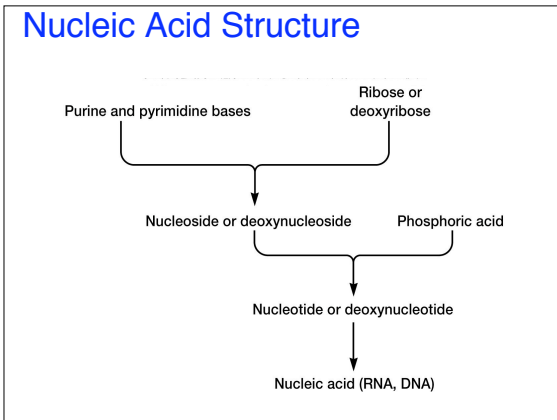 Nucleic Acid Structure
Ribose or
deoxyribose
Purine and pyrimidine bases
Nucleoside or deoxynucleoside
Phosphoric acid
Nucleotide or deoxynucleotide
Nucleic acid (RNA, DNA)